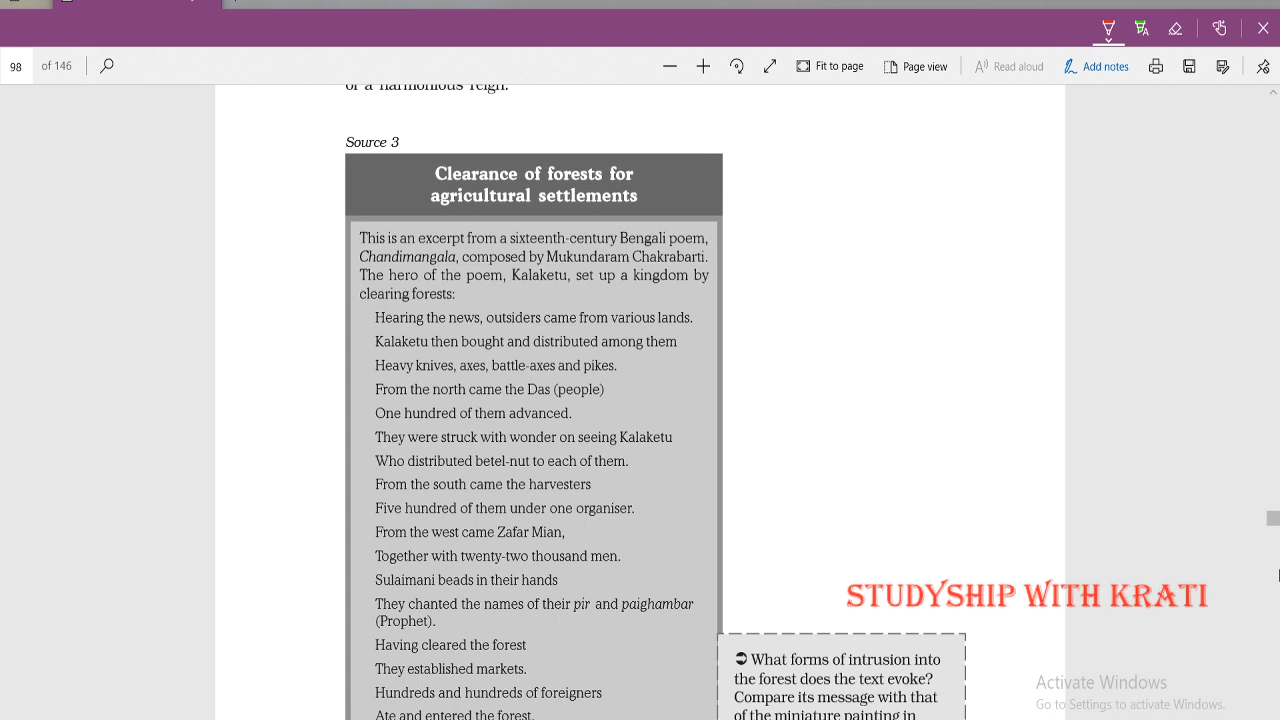 98 of 146
Fit to page
Page view
Read aloud
Add notes
of a harmonious reign.
Source 3
Clearance of forests for
agricultural settlements
This is an excerpt from a sixteenth-century Bengali poem,
Chandimangala, composed by Mukundaram Chakrabarti.
The hero of the poem, Kalaketu, set up a kingdom by
clearing forests:
Hearing the news, outsiders came from various lands.
Kalaketu then bought and distributed among them
Heavy knives, axes, battle-axes and pikes.
From the north came the Das (people)
One hundred of them advanced.
They were struck with wonder on seeing Kalaketu
Who distributed betel-nut to each of them.
From the south came the harvesters
Five hundred of them under one organiser.
From the west came Zafar Mian,
Together with twenty-two thousand men.
Sulaimani beads in their hands
They chanted the names of their pir and paighambar
(Prophet).
Having cleared the forest
They established markets.
Hundreds and hundreds of foreigners
Ate and entered the forest.
STUDYSHIP WITH KRATI
➲ What forms of intrusion into
the forest does the text evoke?
Compare its message with that
of the miniature painting in
Activate Windows
Go to Settings to activate Windows.